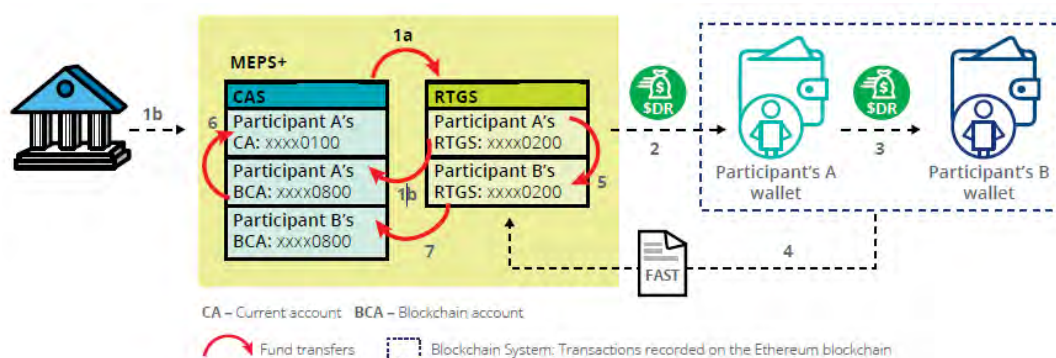 1a
MEPS+
1b
CAS
RTGS
$DR
$DR
6
Participant A's
CA: xxxx0100
Participant A's
RTGS: xxxx0200
2
3
Participant A's
BCA: xxxx0800
1b
Participant B's
RTGS: xxxx0200
5
Participant's A
wallet
Participant's B
wallet
Participant B's
BCA: xxxx0800
7
4
FAST
CA – Current account BCA – Blockchain account
Fund transfers
Blockchain System: Transactions recorded on the Ethereum blockchain